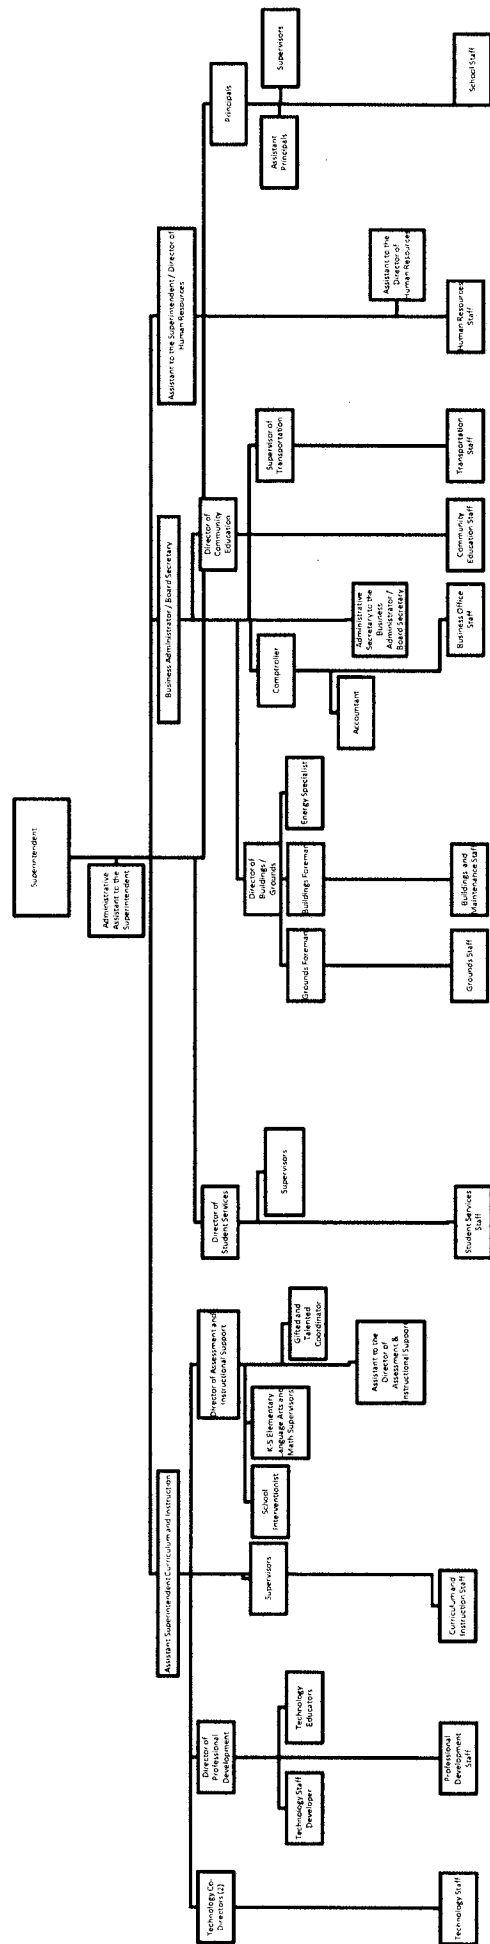 Superintendent
Administrative
Assistant to the
Superintendent
Assistant Superintendent Curriculum and Instruction
Business Administrator / Board Secretary
Assistant to the Superintendent / Director of
Human Resources
Technology Co-
Directors (2)
Director of
Professional
Development
Director of Assessment and
Instructional Support
Director of
Student Services
Director of
Community
Education
Principals
Supervisors
School
Interventionist
K-5 Elementary
Language Arts and
Math Supervisors
Supervisors
Director of
Buildings/
Grounds
Comptroller
Supervisor of
Transportation
Assistant
Principals
Supervisors
Technology Staff
Developer
Technology
Educators
Gifted and
Talented
Coordinator
Grounds Foreman
Buildings Foreman
Energy Specialist
Accountant
Assistant to the
Director of
Assessment &
Instructional Support
Administrative
Secretary to the
Business
Administrator /
Board Secretary
Assistant to the
Director of
Human Resources
Technology Staff
Professional
Development
Staff
Curriculum and
Instruction Staff
Student Services
Staff
Grounds Staff
Buildings and
Maintenance Staff
Business Office
Staff
Community
Education Staff
Transportation
Staff
Human Resources
Staff
School Staff